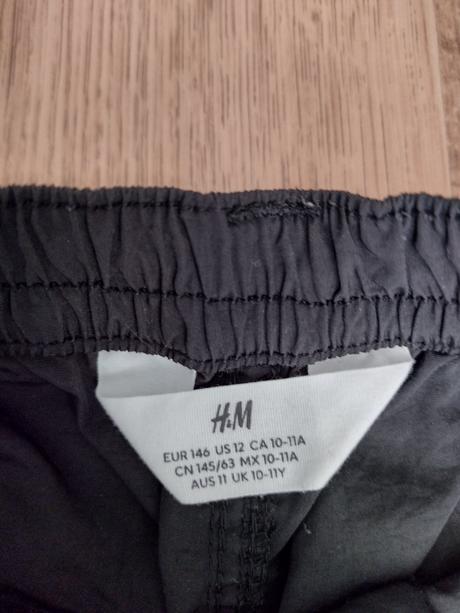 H&M
EUR 146 US 12 CA 10-11A
CN 145/63 MX 10-11A
AUS 11 UK 10-11Y